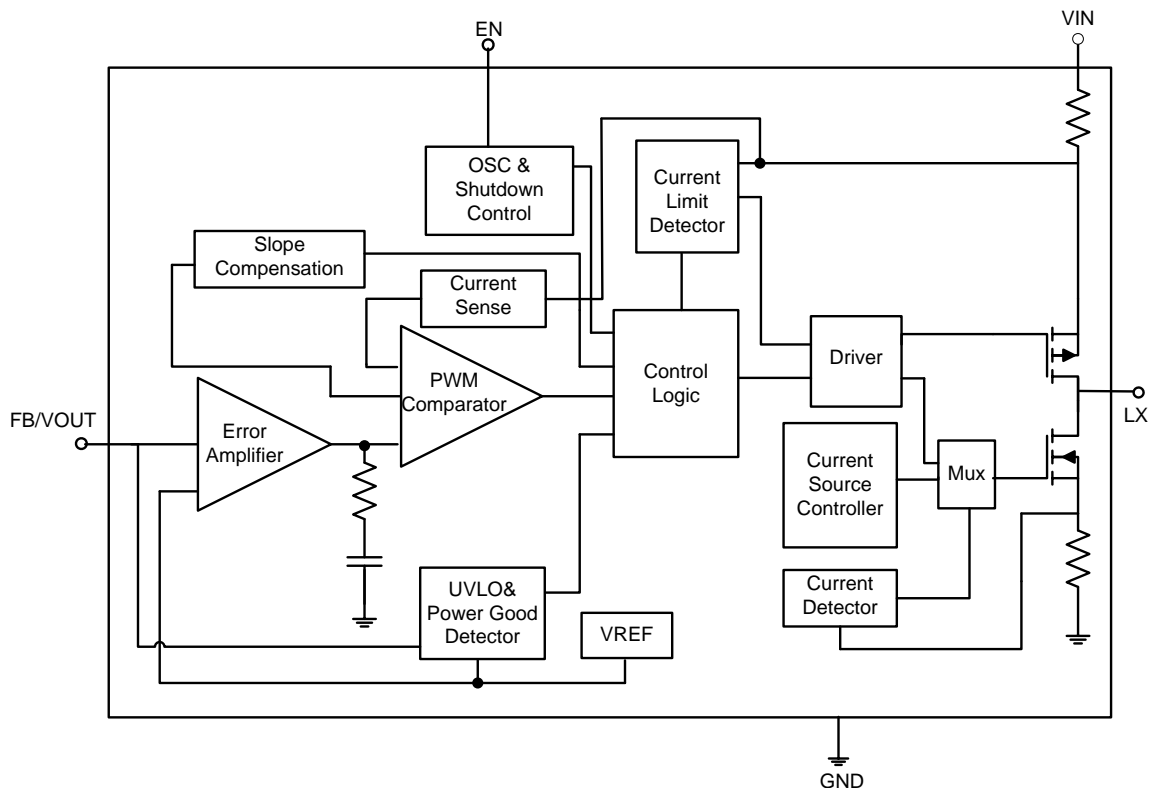 EN
VIN
OSC &
Shutdown
Control
Current
Limit
Detector
Slope
Compensation
Current
Sense
PWM
Comparator
Control
Logic
Driver
LX
FB/VOUT
Error
Amplifier
Current
Source
Controller
Mux
UVLO&
Power Good
Detector
VREF
Current
Detector
GND